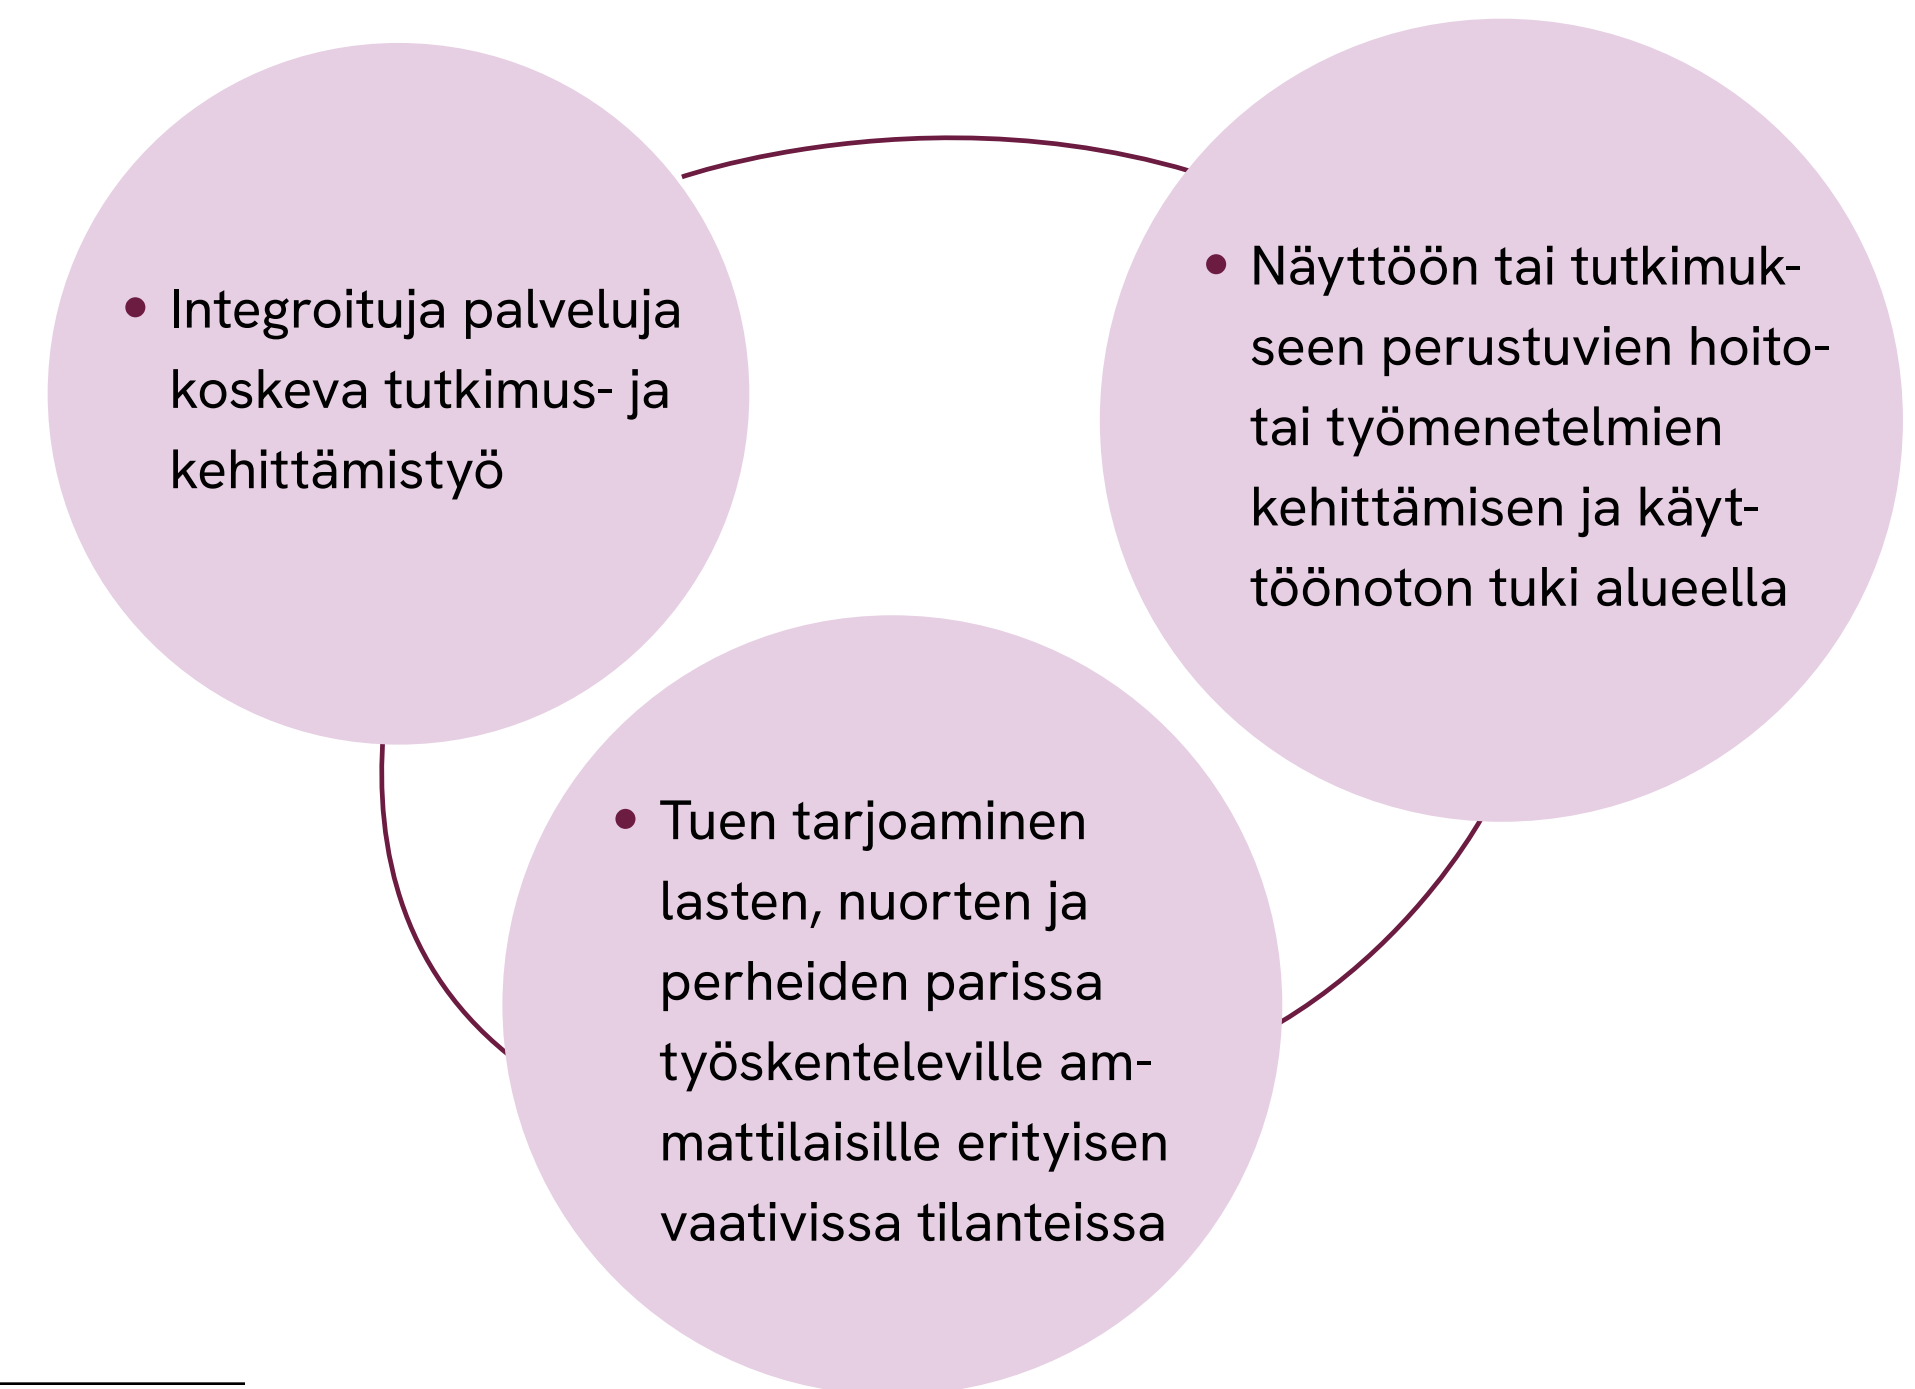 • Integroituja palveluja
koskeva tutkimus- ja
kehittämistyö
• Näyttöön tai tutkimuk-
seen perustuvien hoito-
tai työmenetelmien
kehittämisen ja käyt-
töönoton tuki alueella
• Tuen tarjoaminen
lasten, nuorten ja
perheiden parissa
työskenteleville am-
mattilaisille erityisen
vaativissa tilanteissa